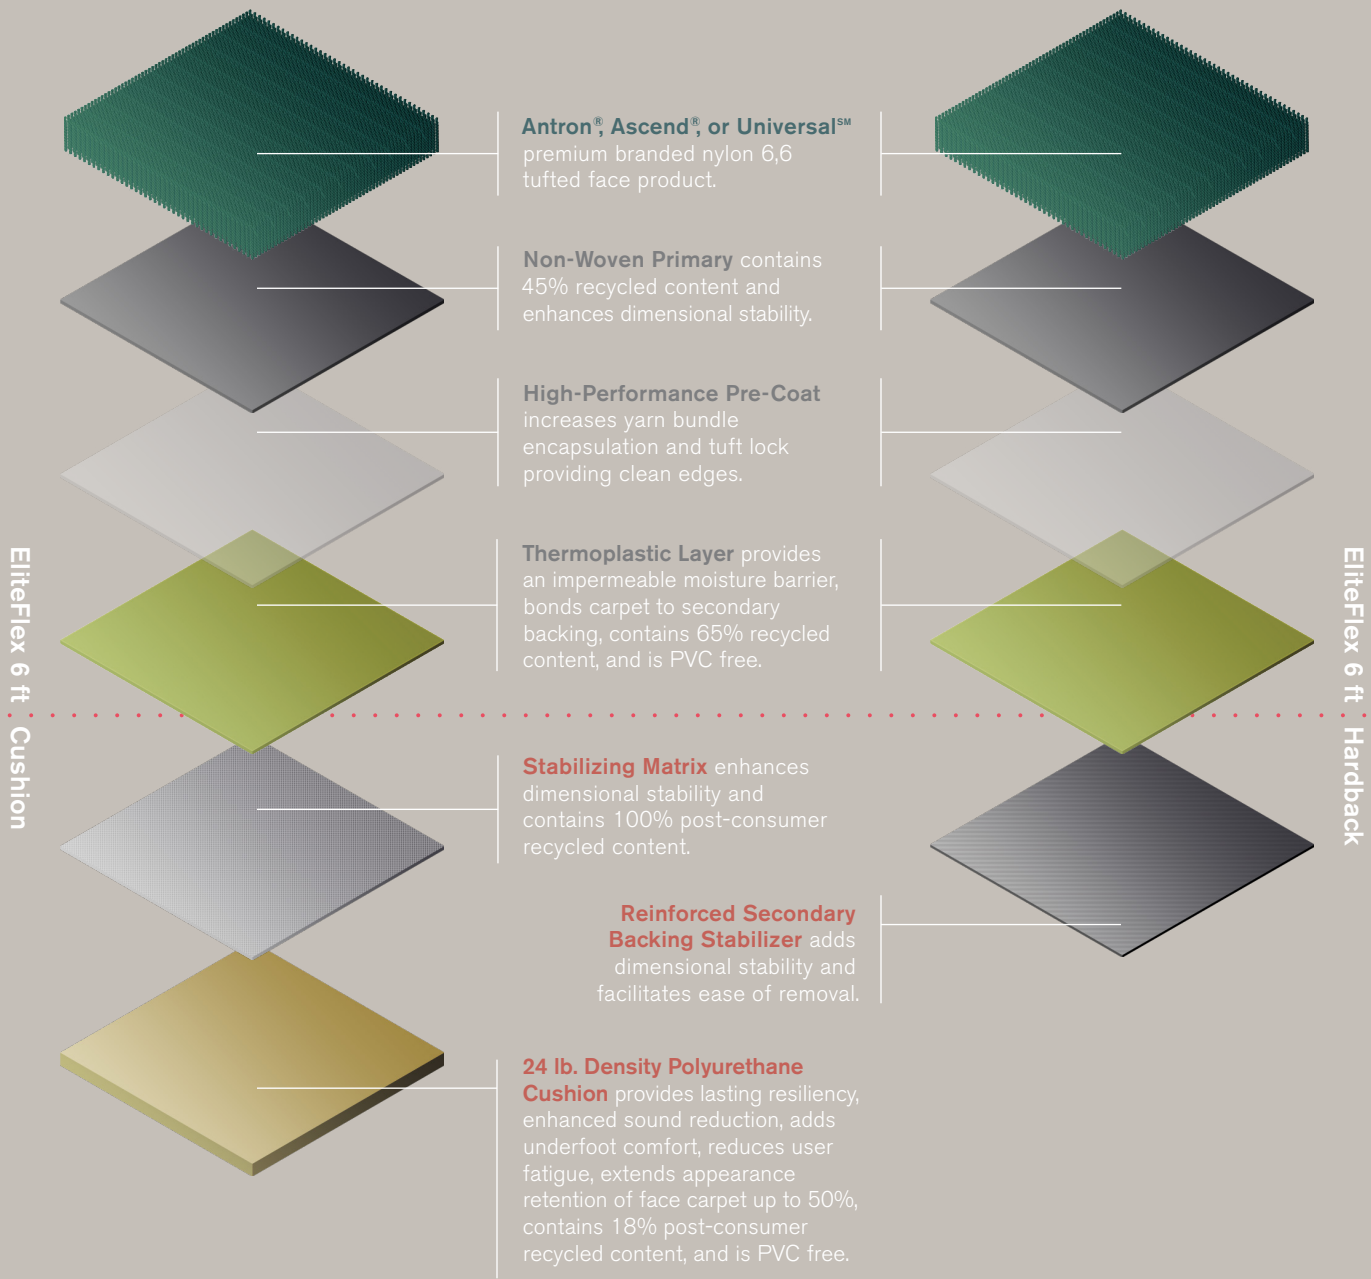 Antron®, Ascend®, or Universal℠
premium branded nylon 6,6
tufted face product.
Non-Woven Primary contains
45% recycled content and
enhances dimensional stability.
High-Performance Pre-Coat
increases yarn bundle
encapsulation and tuft lock
providing clean edges.
Thermoplastic Layer provides
an impermeable moisture barrier,
bonds carpet to secondary
backing, contains 65% recycled
content, and is PVC free.
EliteFlex 6 ft Cushion
EliteFlex 6 ft Hardback
Stabilizing Matrix enhances
dimensional stability and
contains 100% post-consumer
recycled content.
Reinforced Secondary
Backing Stabilizer adds
dimensional stability and
facilitates ease of removal.
24 lb. Density Polyurethane
Cushion provides lasting resiliency,
enhanced sound reduction, adds
underfoot comfort, reduces user
fatigue, extends appearance
retention of face carpet up to 50%,
contains 18% post-consumer
recycled content, and is PVC free.